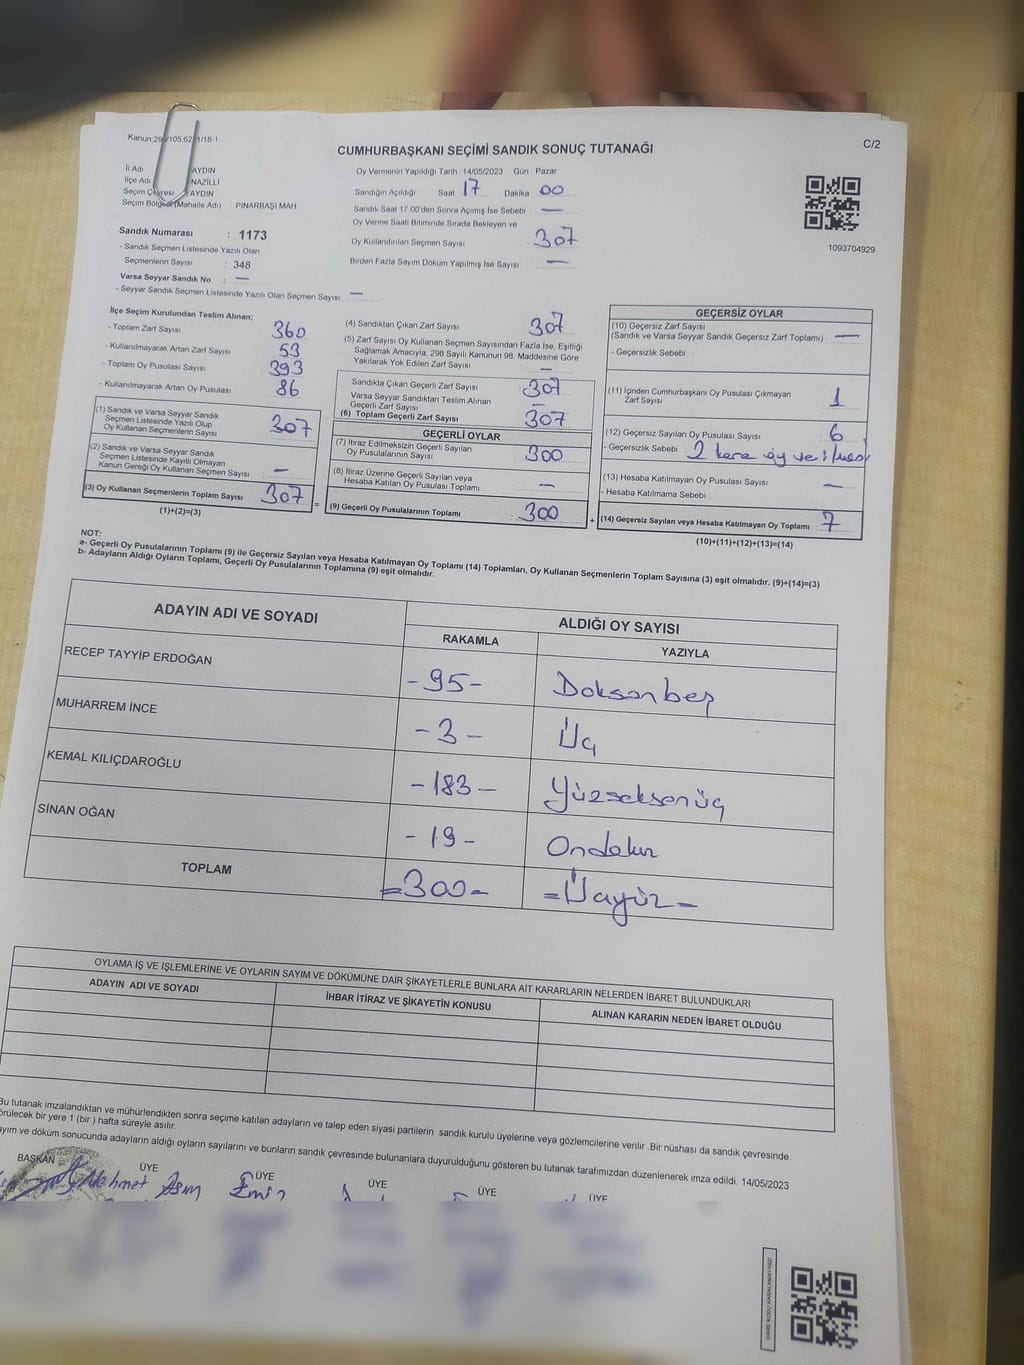 Kanun:29 /105.62 1/18-1
C/2
CUMHURBAŞKANI SEÇİMİ SANDIK SONUÇ TUTANAĞI
İl Adı AYDIN
İlçe Adı NAZİLLİ
Seçim Çevresi AYDIN
Seçim Bölgesi (Mahalle Adı) PINARBAŞI MAH
Oy Vermenin Yapıldığı Tarih 14/05/2023 Gün : Pazar
Sandığın Açıldığı Saat 17 Dakika 00
Sandık Saat 17:00'den Sonra Açımış İse Sebebi : —
Oy Verme Saati Bitiminde Sırada Bekleyen ve
Oy Kullandırılan Seçmen Sayısı 307
Birden Fazla Sayım Döküm Yapılmış İse Sayısı : —
1093704929
Sandık Numarası : 1173
- Sandık Seçmen Listesinde Yazılı Olan
Seçmenlerin Sayısı : 348
Varsa Seyyar Sandık No : —
- Seyyar Sandık Seçmen Listesinde Yazılı Olan Seçmen Sayısı: —
İlçe Seçim Kurulundan Teslim Alınan;
- Toplam Zarf Sayısı 360
- Kullanılmayarak Artan Zarf Sayısı 53
- Toplam Oy Pusulası Sayısı 393
- Kullanılmayarak Artan Oy Pusulası 86
(1) Sandık ve Varsa Seyyar Sandık
Seçmen Listesinde Yazılı Olup
Oy Kullanan Seçmenlerin Sayısı 307
(2) Sandık ve Varsa Seyyar Sandık
Seçmen Listesinde Kayıtlı Olmayan
Kanun Gereği Oy Kullanan Seçmen Sayısı —
(3) Oy Kullanan Seçmenlerin Toplam Sayısı 307
(1)+(2)=(3)
=
(4) Sandıktan Çıkan Zarf Sayısı 307
(5) Zarf Sayısı Oy Kullanan Seçmen Sayısından Fazla İse, Eşitliği
Sağlamak Amacıyla, 298 Sayılı Kanunun 98. Maddesine Göre
Yakılarak Yok Edilen Zarf Sayısı —
Sandıkta Çıkan Geçerli Zarf Sayısı 307
Varsa Seyyar Sandıktan Teslim Alınan
Geçerli Zarf Sayısı —
(6) Toplam Geçerli Zarf Sayısı 307
GEÇERLİ OYLAR
(7) İtiraz Edilmeksizin Geçerli Sayılan
Oy Pusulalarının Sayısı 300
(8) İtiraz Üzerine Geçerli Sayılan veya
Hesaba Katılan Oy Pusulası Toplamı —
(9) Geçerli Oy Pusulalarının Toplamı 300
+
GEÇERSİZ OYLAR
(10) Geçersiz Zarf Sayısı
(Sandık ve Varsa Seyyar Sandık Geçersiz Zarf Toplamı) : —
- Geçersizlik Sebebi :
(11) İçinden Cumhurbaşkanı Oy Pusulası Çıkmayan
Zarf Sayısı 1
(12) Geçersiz Sayılan Oy Pusulası Sayısı 6
- Geçersizlik Sebebi : 2 kere oy
(13) Hesaba Katılmayan Oy Pusulası Sayısı —
- Hesaba Katılmama Sebebi :
(14) Geçersiz Sayılan veya Hesaba Katılmayan Oy Toplamı : 7
(10)+(11)+(12)+(13)=(14)
NOT:
a- Geçerli Oy Pusulalarının Toplamı (9) ile Geçersiz Sayılan veya Hesaba Katılmayan Oy Toplamı (14) Toplamları, Oy Kullanan Seçmenlerin Toplam Sayısına (3) eşit olmalıdır. (9)+(14)=(3)
b- Adayların Aldığı Oyların Toplamı, Geçerli Oy Pusulalarının Toplamına (9) eşit olmalıdır.
ADAYIN ADI VE SOYADI
ALDIĞI OY SAYISI
RAKAMLA YAZIYLA
RECEP TAYYİP ERDOĞAN -95- Doksanbeş
MUHARREM İNCE -3- Üç
KEMAL KILIÇDAROĞLU -183- Yüzseksenüç
SİNAN OĞAN -19- Ondokuz
TOPLAM =300= =Üçyüz=
OYLAMA İŞ VE İŞLEMLERİNE VE OYLARIN SAYIM VE DÖKÜMÜNE DAİR ŞİKAYETLERLE BUNLARA AİT KARARLARIN NELERDEN İBARET BULUNDUKLARI
ADAYIN ADI VE SOYADI İHBAR İTİRAZ VE ŞİKAYETİN KONUSU ALINAN KARARIN NEDEN İBARET OLDUĞU
Bu tutanak imzalandıktan ve mühürlendikten sonra seçime katılan adayların ve talep eden siyasi partilerin sandık kurulu üyelerine veya gözlemcilerine verilir .Bir nüshası da sandık çevresinde
örülecek bir yere 1 (bir ) hafta süreyle asılır.
ayım ve döküm sonucunda adayların aldığı oyların sayılarını ve bunların sandık çevresinde bulunanlara duyurulduğunu gösteren bu tutanak tarafımızdan düzenlenerek imza edildi. 14/05/2023
BAŞKAN ÜYE ÜYE ÜYE ÜYE ÜYE
Mehmet Emin
KARE KODU KARALAMAYINIZ!